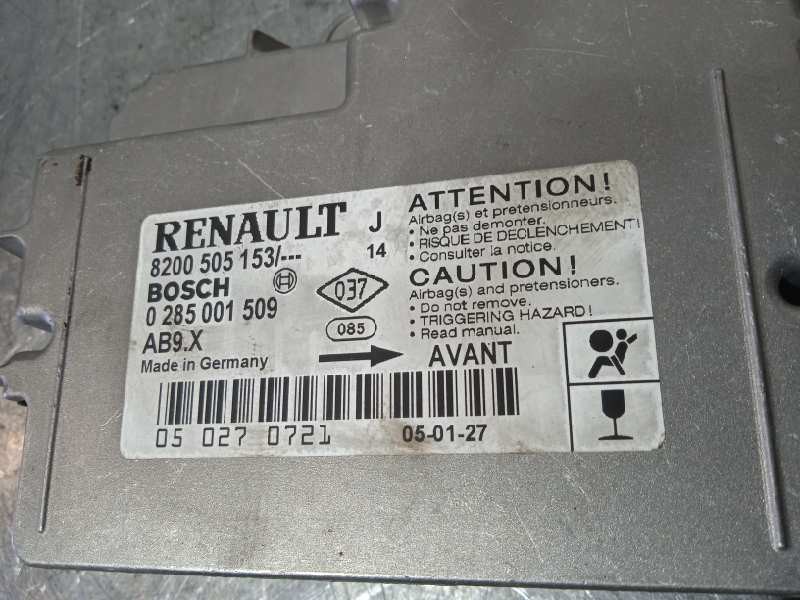 RENAULT J
8200 505 153/--- 14
BOSCH
0 285 001 509
AB9.X
Made in Germany
037
085
AVANT
05 027 0721
05-01-27
ATTENTION!
Airbag(s) et pretensionneurs.
• Ne pas demonter.
• RISQUE DE DECLENCHEMENT!
• Consulter la notice.
CAUTION!
Airbag(s) and pretensioners.
• Do not remove.
• TRIGGERING HAZARD!
• Read manual.